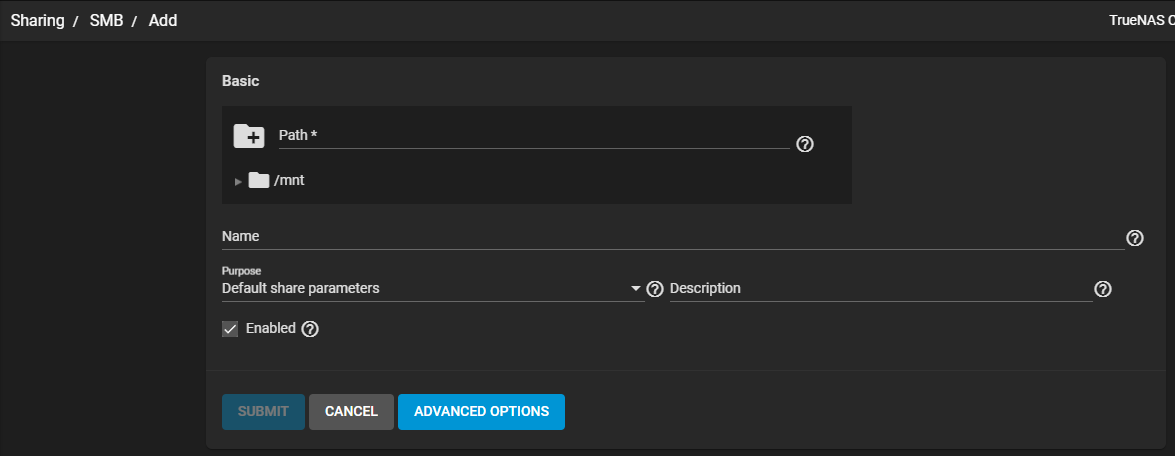 Sharing / SMB / Add
TrueNAS C
Basic
Path *
/mnt
Name
Purpose
Default share parameters
Description
Enabled
SUBMIT
CANCEL
ADVANCED OPTIONS